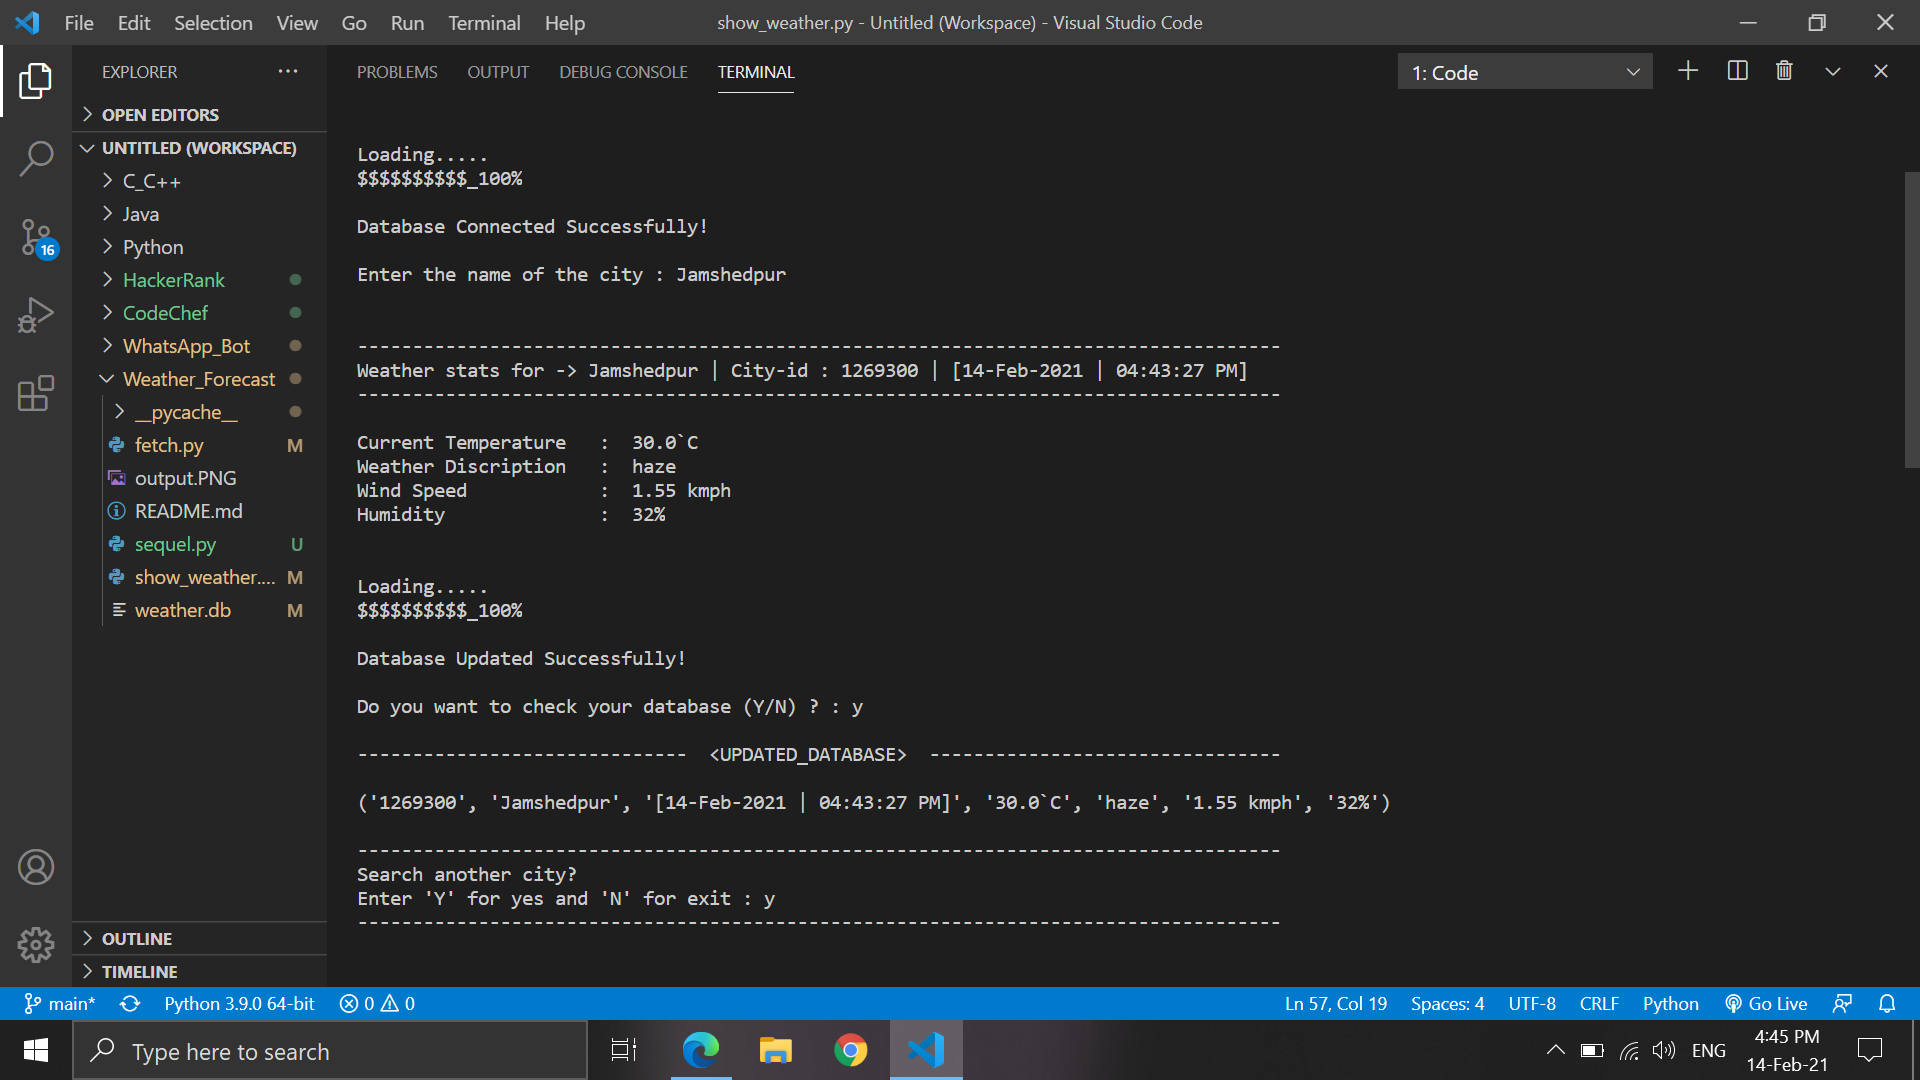 File Edit Selection View Go Run Terminal Help
show_weather.py - Untitled (Workspace) - Visual Studio Code
EXPLORER
OPEN EDITORS
UNTITLED (WORKSPACE)
C_C++
Java
Python
HackerRank
CodeChef
WhatsApp_Bot
Weather_Forecast
__pycache__
fetch.py M
output.PNG
README.md
sequel.py U
show_weather.... M
weather.db M
OUTLINE
TIMELINE
16
PROBLEMS OUTPUT DEBUG CONSOLE TERMINAL
1: Code
Loading.....
$$$$$$$$$$_100%
Database Connected Successfully!
Enter the name of the city : Jamshedpur
------------------------------------------------------------------------------------
Weather stats for -> Jamshedpur | City-id : 1269300 | [14-Feb-2021 | 04:43:27 PM]
------------------------------------------------------------------------------------
Current Temperature : 30.0`C
Weather Discription : haze
Wind Speed : 1.55 kmph
Humidity : 32%
Loading.....
$$$$$$$$$$_100%
Database Updated Successfully!
Do you want to check your database (Y/N) ? : y
------------------------------ <UPDATED_DATABASE> --------------------------------
('1269300', 'Jamshedpur', '[14-Feb-2021 | 04:43:27 PM]', '30.0`C', 'haze', '1.55 kmph', '32%')
------------------------------------------------------------------------------------
Search another city?
Enter 'Y' for yes and 'N' for exit : y
------------------------------------------------------------------------------------
main* Python 3.9.0 64-bit 0 0
Ln 57, Col 19 Spaces: 4 UTF-8 CRLF Python Go Live
Type here to search
ENG
4:45 PM
14-Feb-21